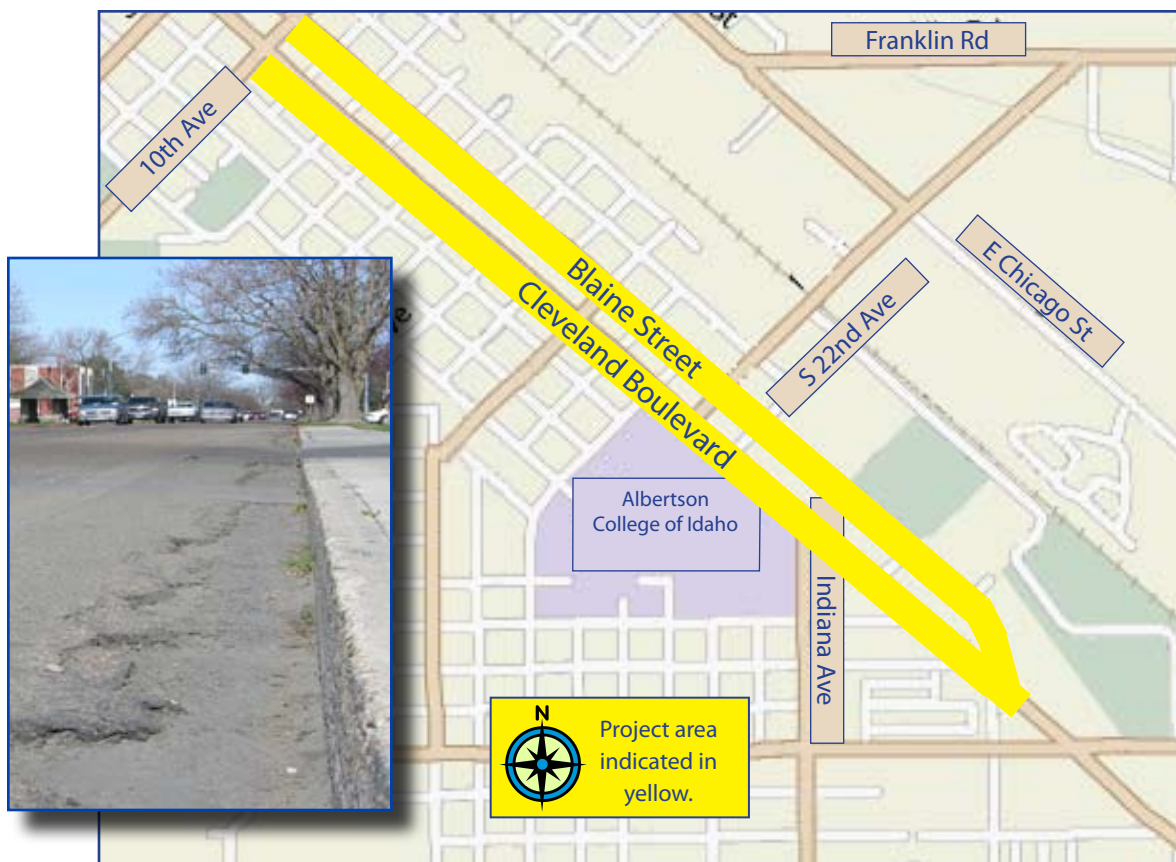 Franklin Rd
10th Ave
E Chicago St
Blaine Street
S 22nd Ave
Cleveland Boulevard
Albertson
College of Idaho
Indiana Ave
N
Project area
indicated in
yellow.